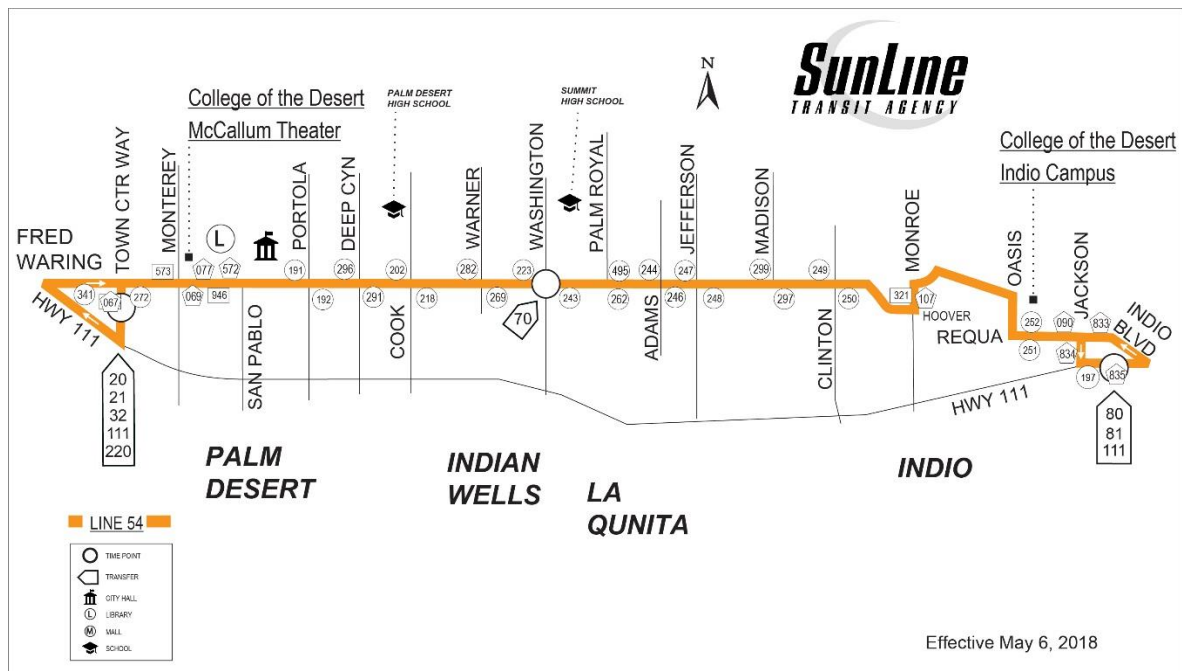 SunLine
TRANSIT AGENCY
N
College of the Desert
McCallum Theater
PALM DESERT
HIGH SCHOOL
SUMMIT
HIGH SCHOOL
College of the Desert
Indio Campus
FRED
WARING
TOWN CTR WAY
MONTEREY
PORTOLA
DEEP CYN
WARNER
WASHINGTON
PALM ROYAL
JEFFERSON
MADISON
MONROE
OASIS
JACKSON
INDIO
BLVD
L
573
077
572
191
296
202
282
223
495
244
247
299
249
321
107
252
090
833
341
067
272
069
946
192
291
218
269
243
262
246
248
297
250
251
834
197
835
HWY 111
SAN PABLO
COOK
70
ADAMS
CLINTON
HOOVER
REQUA
HWY 111
20
21
32
111
220
80
81
111
PALM
DESERT
INDIAN
WELLS
LA
QUNITA
INDIO
LINE 54
TIME POINT
TRANSFER
CITY HALL
L LIBRARY
M MALL
SCHOOL
Effective May 6, 2018